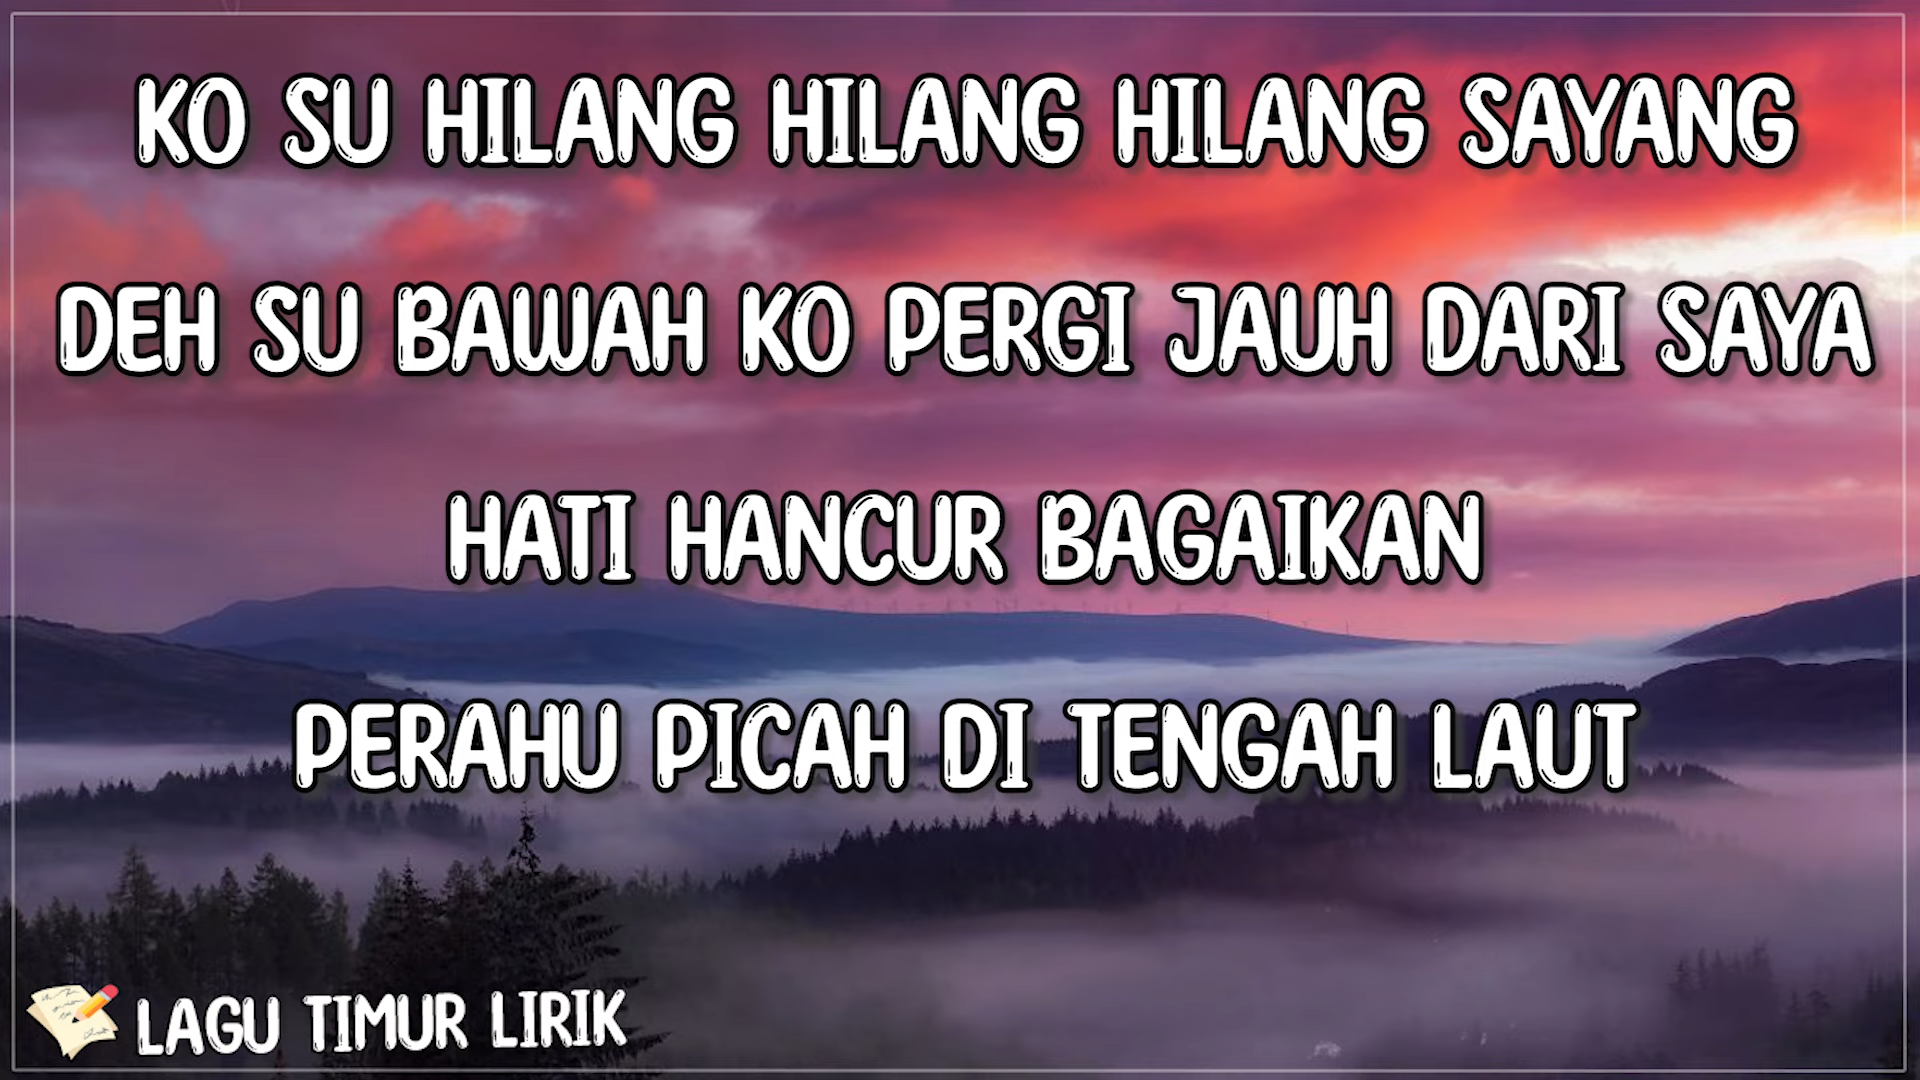 KO SU HILANG HILANG HILANG SAYANG
DEH SU BAWAH KO PERGI JAUH DARI SAYA
HATI HANCUR BAGAIKAN
PERAHU PICAH DI TENGAH LAUT
LAGU TIMUR LIRIK